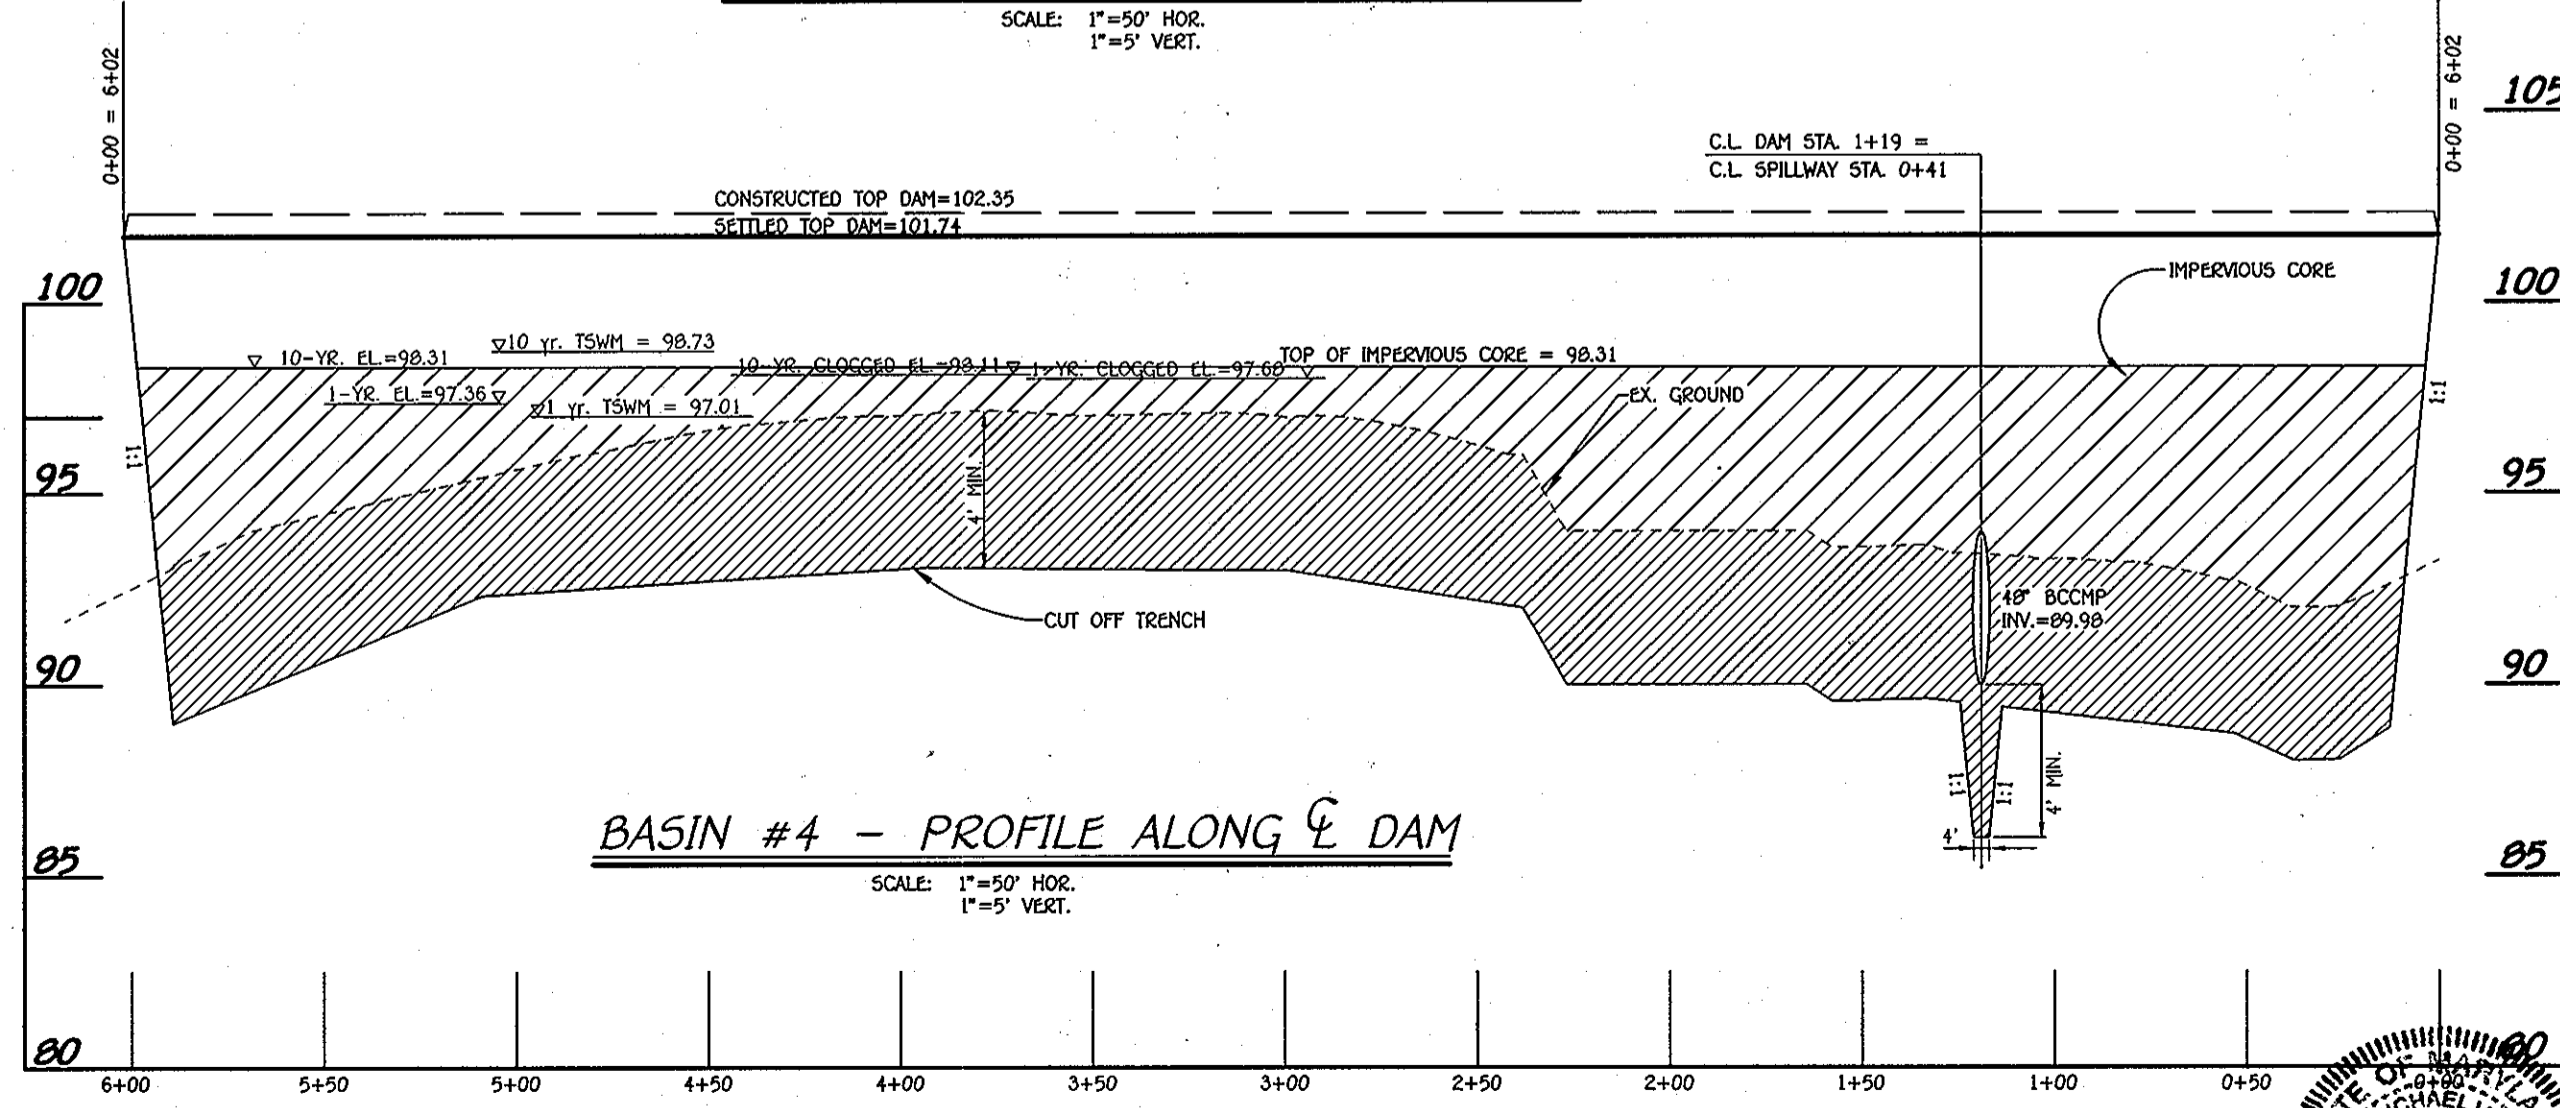 SCALE: 1"=50' HOR.
1"=5' VERT.
0+00 = 6+02
0+00 = 6+02
105
C.L. DAM STA. 1+19 =
C.L. SPILLWAY STA. 0+41
CONSTRUCTED TOP DAM=102.35
SETTLED TOP DAM=101.74
IMPERVIOUS CORE
100
100
10 yr. TSWM = 98.73
10-YR. EL.=98.31
TOP OF IMPERVIOUS CORE = 98.31
10-YR. CLOGGED EL.=98.11
1-YR. CLOGGED EL.=97.68
1-YR. EL.=97.36
1 yr. TSWM = 97.01
EX. GROUND
1:1
1:1
95
95
4' MIN.
48" BCCMP
INV.=89.98
CUT OFF TRENCH
90
90
1:1
1:1
4' MIN.
4'
BASIN #4 - PROFILE ALONG ℄ DAM
SCALE: 1"=50' HOR.
1"=5' VERT.
85
85
80
80
6+00 5+50 5+00 4+50 4+00 3+50 3+00 2+50 2+00 1+50 1+00 0+50 0+00